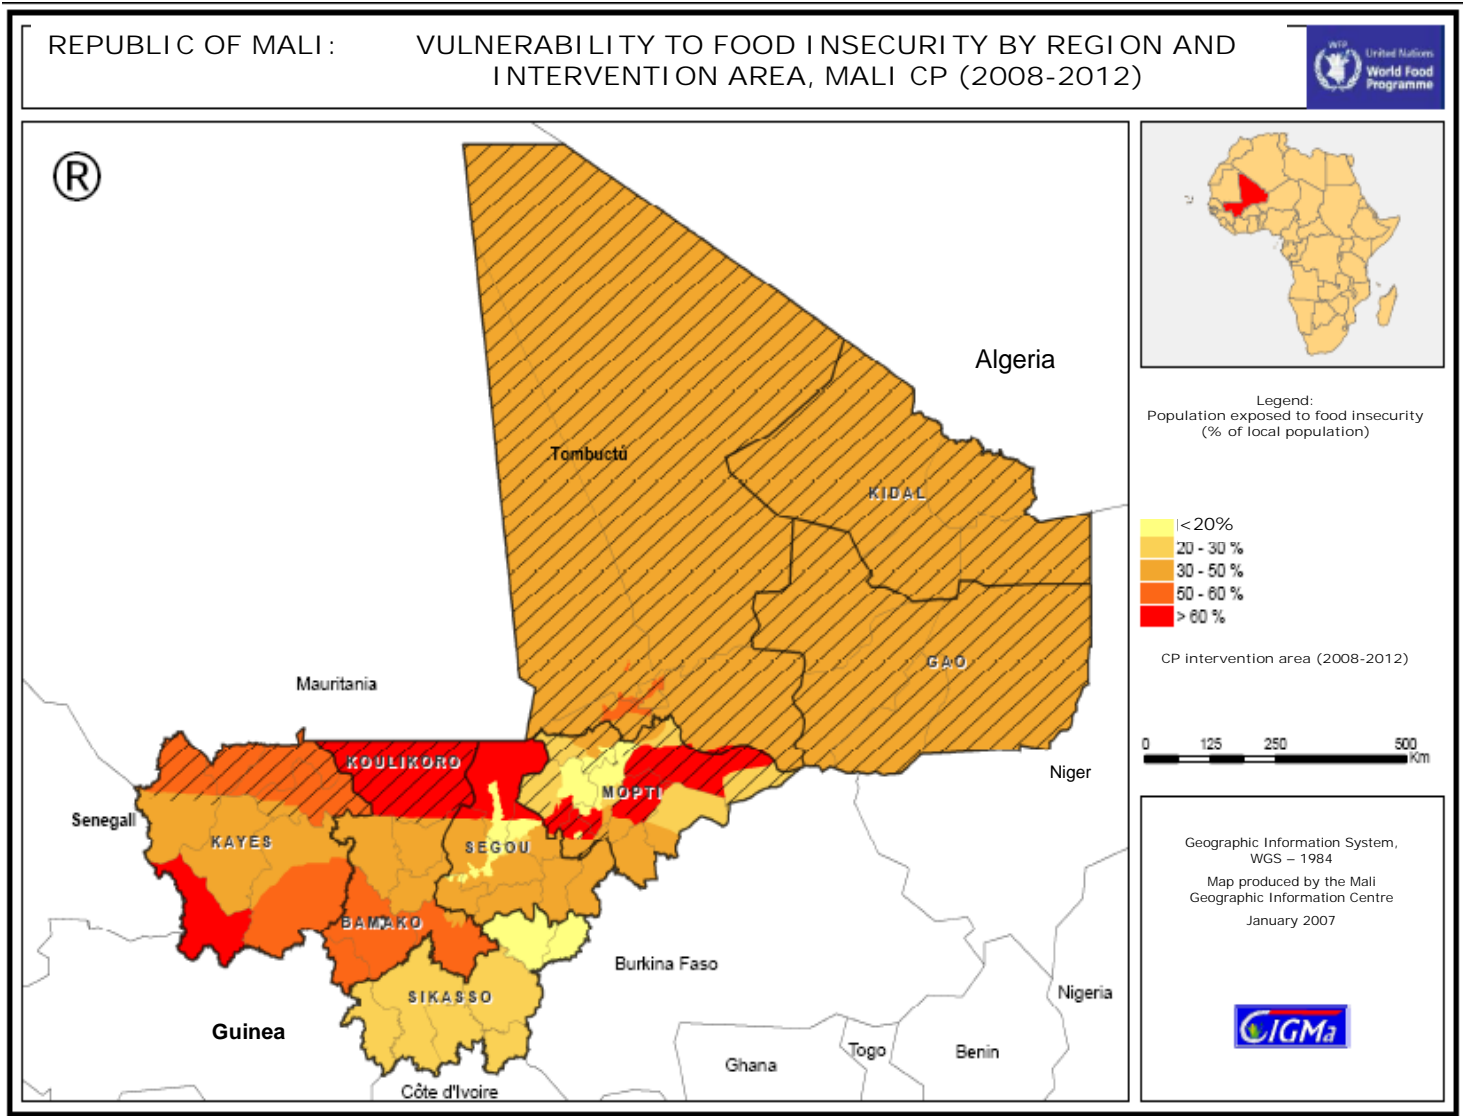 REPUBLIC OF MALI: VULNERABILITY TO FOOD INSECURITY BY REGION AND
INTERVENTION AREA, MALI CP (2008-2012)
WFP
United Nations
World Food
Programme
®
Algeria
Tombuctú
KIDAL
GAO
Mauritania
KOULIKORO
MOPTI
Niger
Senegall
KAYES
SEGOU
BAMAKO
Burkina Faso
SIKASSO
Nigeria
Guinea
Ghana
Togo
Benin
Côte d'Ivoire
Legend:
Population exposed to food insecurity
(% of local population)
<20%
20 - 30 %
30 - 50 %
50 - 60 %
> 60 %
CP intervention area (2008-2012)
0 125 250 500
Km
Geographic Information System,
WGS – 1984
Map produced by the Mali
Geographic Information Centre
January 2007
CIGMa